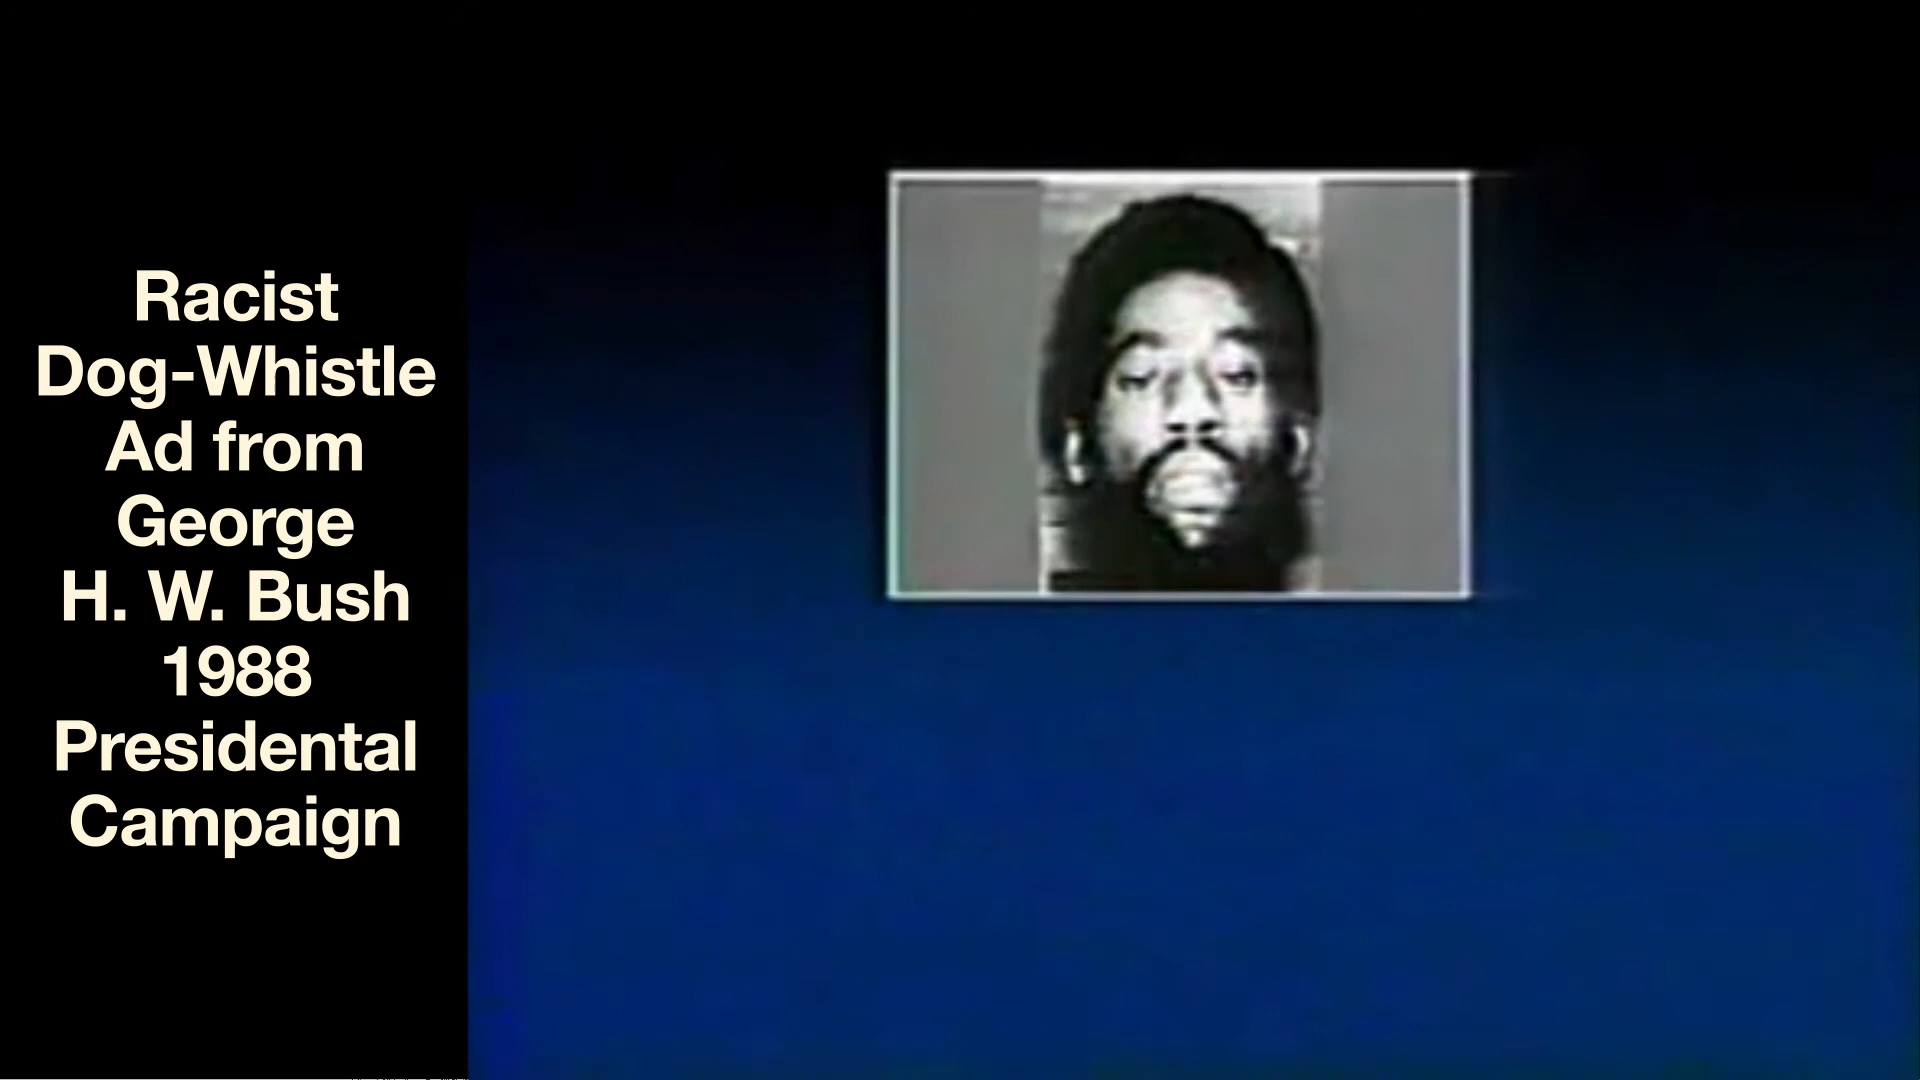 Racist
Dog-Whistle
Ad from
George
H. W. Bush
1988
Presidental
Campaign